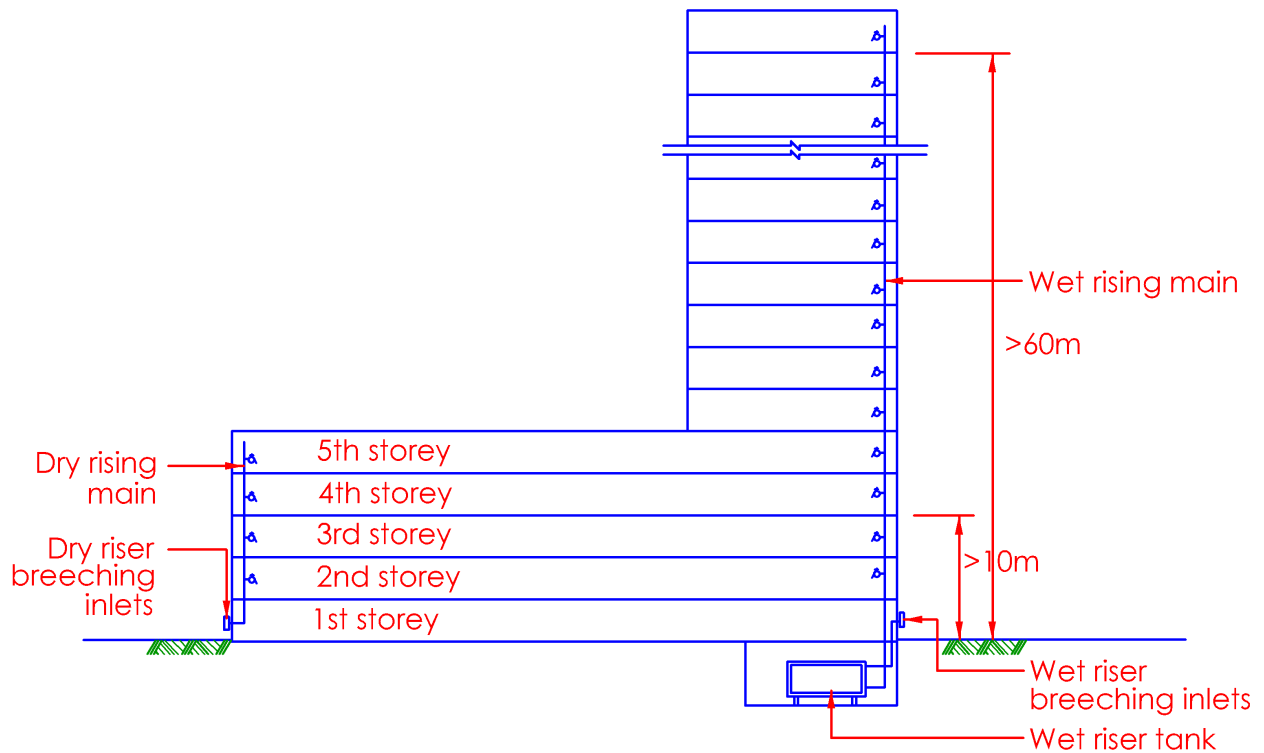 Wet rising main
>60m
5th storey
Dry rising
main
4th storey
3rd storey
Dry riser
breeching
inlets
>10m
2nd storey
1st storey
Wet riser
breeching inlets
Wet riser tank